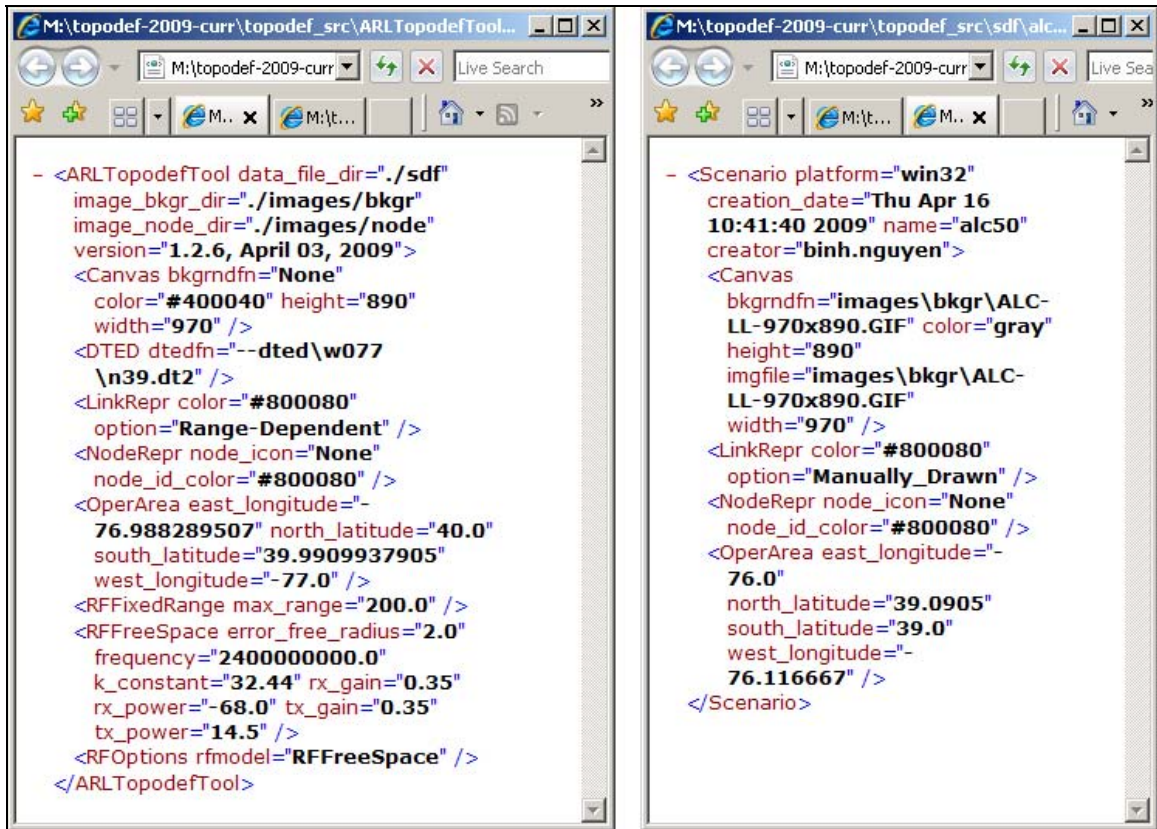 M:\topodef-2009-curr\topodef_src\ARLTopodefTool...
M:\topodef-2009-curr
Live Search
M..
M:\t...
- <ARLTopodefTool data_file_dir="./sdf"
image_bkgr_dir="./images/bkgr"
image_node_dir="./images/node"
version="1.2.6, April 03, 2009">
<Canvas bkgrndfn="None"
color="#400040" height="890"
width="970" />
<DTED dtedfn="--dted\w077
\n39.dt2" />
<LinkRepr color="#800080"
option="Range-Dependent" />
<NodeRepr node_icon="None"
node_id_color="#800080" />
<OperArea east_longitude="-
76.988289507" north_latitude="40.0"
south_latitude="39.9909937905"
west_longitude="-77.0" />
<RFFixedRange max_range="200.0" />
<RFFreeSpace error_free_radius="2.0"
frequency="2400000000.0"
k_constant="32.44" rx_gain="0.35"
rx_power="-68.0" tx_gain="0.35"
tx_power="14.5" />
<RFOptions rfmodel="RFFreeSpace" />
</ARLTopodefTool>
M:\topodef-2009-curr\topodef_src\sdf\alc...
M:\topodef-2009-curr
Live Sea
M:\t...
M..
- <Scenario platform="win32"
creation_date="Thu Apr 16
10:41:40 2009" name="alc50"
creator="binh.nguyen">
<Canvas
bkgrndfn="images\bkgr\ALC-
LL-970x890.GIF" color="gray"
height="890"
imgfile="images\bkgr\ALC-
LL-970x890.GIF"
width="970" />
<LinkRepr color="#800080"
option="Manually_Drawn" />
<NodeRepr node_icon="None"
node_id_color="#800080" />
<OperArea east_longitude="-
76.0"
north_latitude="39.0905"
south_latitude="39.0"
west_longitude="-
76.116667" />
</Scenario>